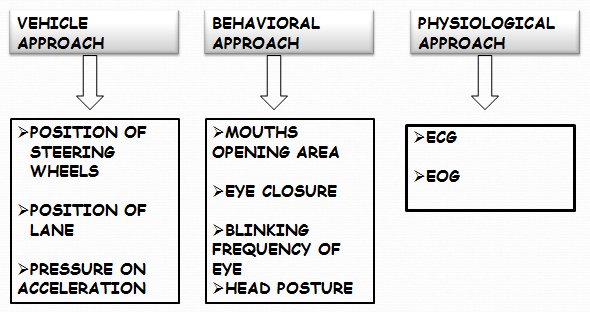 VEHICLE
APPROACH
➢POSITION OF
STEERING
WHEELS
➢POSITION OF
LANE
➢PRESSURE ON
ACCELERATION
BEHAVIORAL
APPROACH
➢MOUTHS
OPENING AREA
➢EYE CLOSURE
➢BLINKING
FREQUENCY OF
EYE
➢HEAD POSTURE
PHYSIOLOGICAL
APPROACH
➢ECG
➢EOG